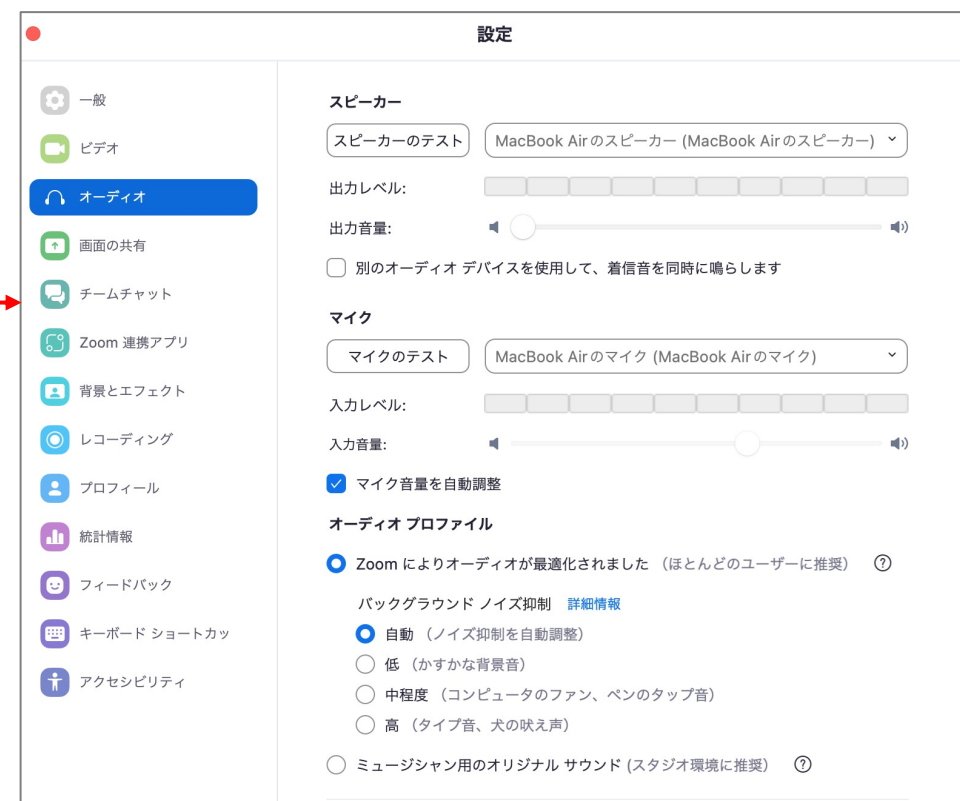 設定
一般
ビデオ
オーディオ
画面の共有
チームチャット
Zoom 連携アプリ
背景とエフェクト
レコーディング
プロフィール
統計情報
フィードバック
キーボード ショートカッ
アクセシビリティ
スピーカー
スピーカーのテスト MacBook Airのスピーカー (MacBook Airのスピーカー)
出力レベル:
出力音量:
別のオーディオ デバイスを使用して、着信音を同時に鳴らします
マイク
マイクのテスト MacBook Airのマイク (MacBook Airのマイク)
入力レベル:
入力音量:
マイク音量を自動調整
オーディオ プロファイル
Zoom によりオーディオが最適化されました (ほとんどのユーザーに推奨) ?
バックグラウンド ノイズ抑制 詳細情報
自動 (ノイズ抑制を自動調整)
低 (かすかな背景音)
中程度 (コンピュータのファン、ペンのタップ音)
高 (タイプ音、犬の吠え声)
ミュージシャン用のオリジナル サウンド (スタジオ環境に推奨) ?